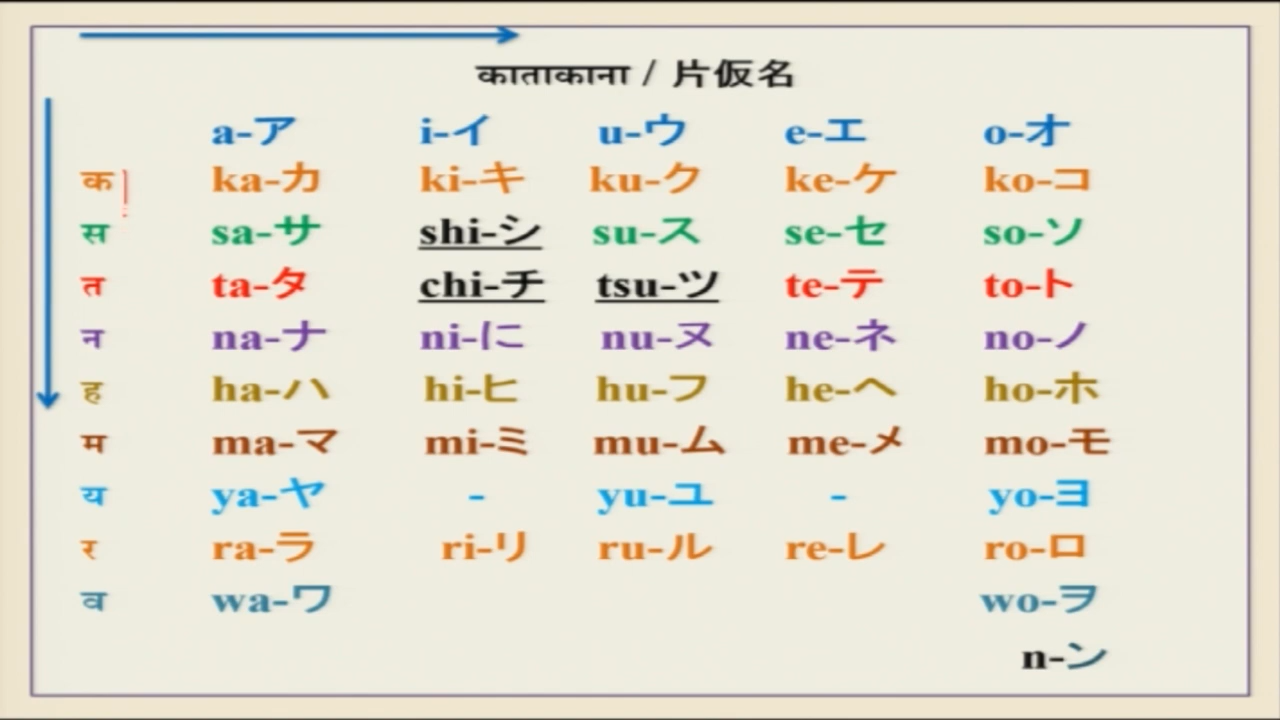 काताकाना / 片仮名
a-ア i-イ u-ウ e-エ o-オ
क ka-カ ki-キ ku-ク ke-ケ ko-コ
स sa-サ shi-シ su-ス se-セ so-ソ
त ta-タ chi-チ tsu-ツ te-テ to-ト
न na-ナ ni-に nu-ヌ ne-ネ no-ノ
ह ha-ハ hi-ヒ hu-フ he-ヘ ho-ホ
म ma-マ mi-ミ mu-ム me-メ mo-モ
य ya-ヤ - yu-ユ - yo-ヨ
र ra-ラ ri-リ ru-ル re-レ ro-ロ
व wa-ワ wo-ヲ
n-ン